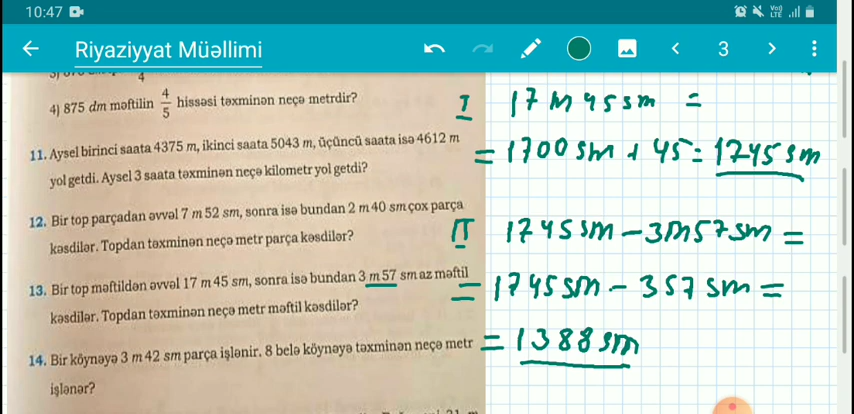 10:47
Riyaziyyat Müəllimi
3
4) 875 dm məftilin 4/5 hissəsi təxminən neçə metrdir?
11. Aysel birinci saata 4375 m, ikinci saata 5043 m, üçüncü saata isə 4612 m
yol getdi. Aysel 3 saata təxminən neçə kilometr yol getdi?
12. Bir top parçadan əvvəl 7 m 52 sm, sonra isə bundan 2 m 40 sm çox parça
kəsdilər. Topdan təxminən neçə metr parça kəsdilər?
13. Bir top məftildən əvvəl 17 m 45 sm, sonra isə bundan 3 m 57 sm az məftil
kəsdilər. Topdan təxminən neçə metr məftil kəsdilər?
14. Bir köynəyə 3 m 42 sm parça işlənir. 8 belə köynəyə təxminən neçə metr
işlənər?
I 17 m 45 sm =
= 1700 sm + 45 = 1745 sm
II 1745 sm - 3m57sm =
= 1745 sm - 357 sm =
= 1388 sm